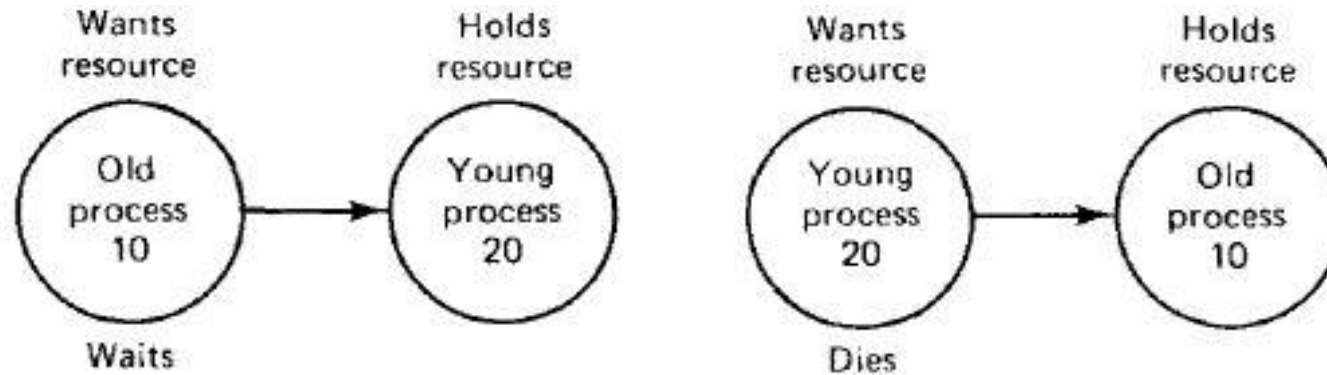 Wants
resource
Holds
resource
Old
process
10
Young
process
20
Waits
Wants
resource
Holds
resource
Young
process
20
Old
process
10
Dies